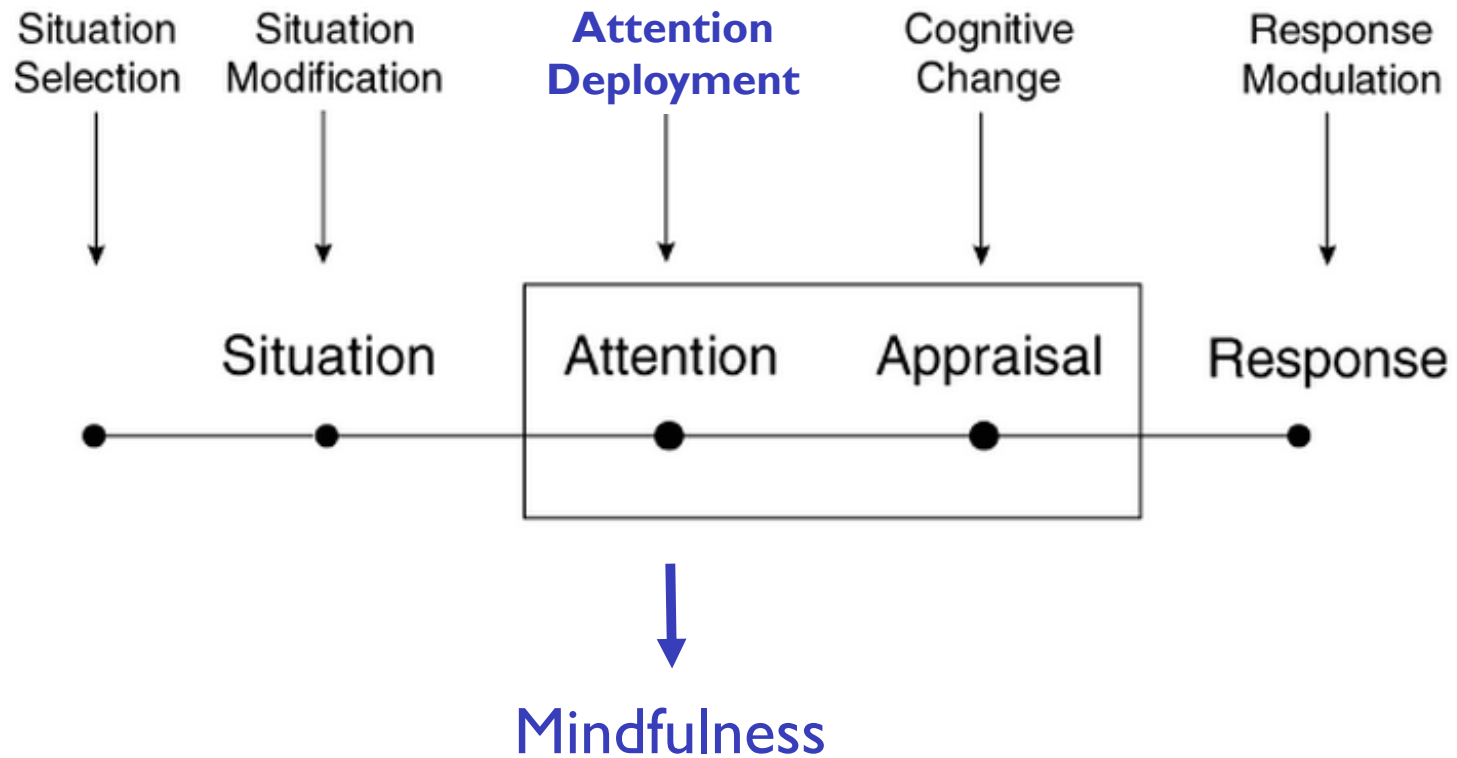 Situation
Selection
Situation
Modification
Attention
Deployment
Cognitive
Change
Response
Modulation
Situation
Attention
Appraisal
Response
Mindfulness